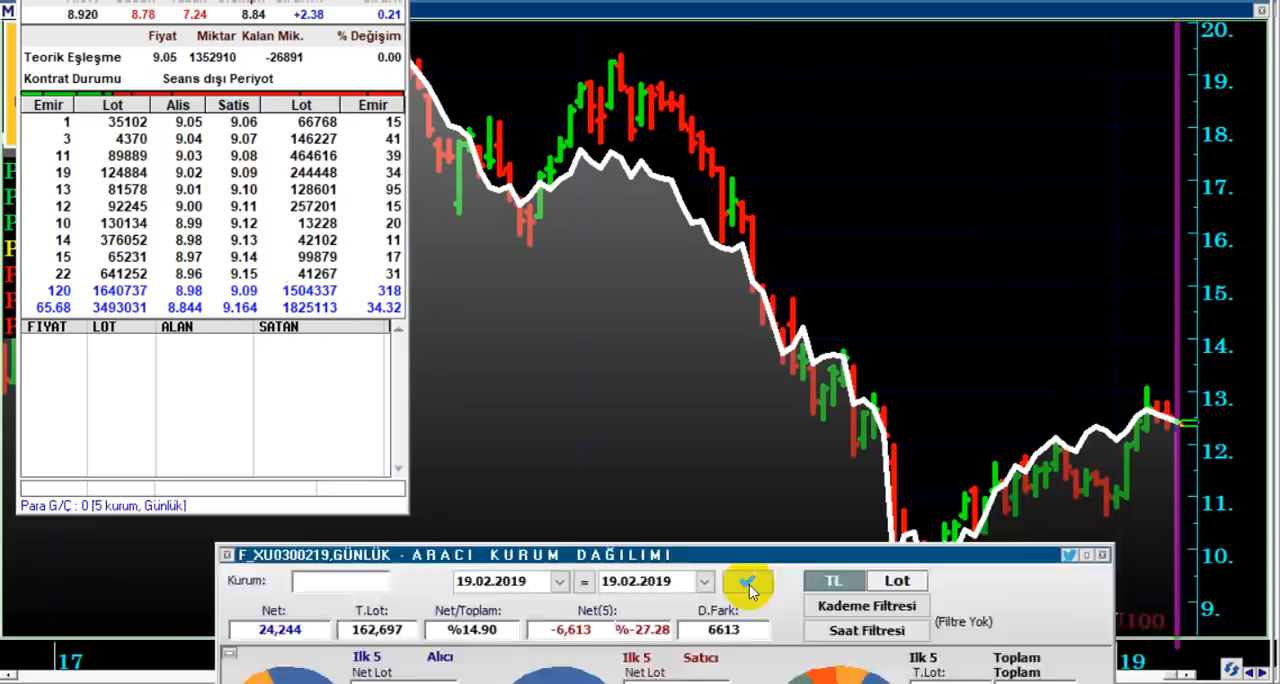 M
8.920 8.78 7.24 8.84 +2.38 0.21
Fiyat Miktar Kalan Mik. % Değişim
Teorik Eşleşme 9.05 1352910 -26891 0.00
Kontrat Durumu Seans dışı Periyot
Emir Lot Alis Satis Lot Emir
1 35102 9.05 9.06 66768 15
3 4370 9.04 9.07 146227 41
11 89889 9.03 9.08 464616 39
19 124884 9.02 9.09 244448 34
13 81578 9.01 9.10 128601 95
12 92245 9.00 9.11 257201 15
10 130134 8.99 9.12 13228 20
14 376052 8.98 9.13 42102 11
15 65231 8.97 9.14 99879 17
22 641252 8.96 9.15 41267 31
120 1640737 8.98 9.09 1504337 318
65.68 3493031 8.844 9.164 1825113 34.32
FIYAT LOT ALAN SATAN
Para G/Ç : 0 [5 kurum, Günlük]
20.
19.
18.
17.
16.
15.
14.
13.
12.
11.
10.
9.
F_XU0300219,GÜNLÜK - ARACI KURUM DAĞILIMI
Kurum: 19.02.2019 = 19.02.2019 TL Lot
Kademe Filtresi
Saat Filtresi
(Filtre Yok)
Net: T.Lot: Net/Toplam: Net(5): D.Fark:
24,244 162,697 %14.90 -6,613 %-27.28 6613
Ilk 5 Alıcı Ilk 5 Satıcı Ilk 5 Toplam
Net Lot Net Lot T.Lot: Toplam
17
19